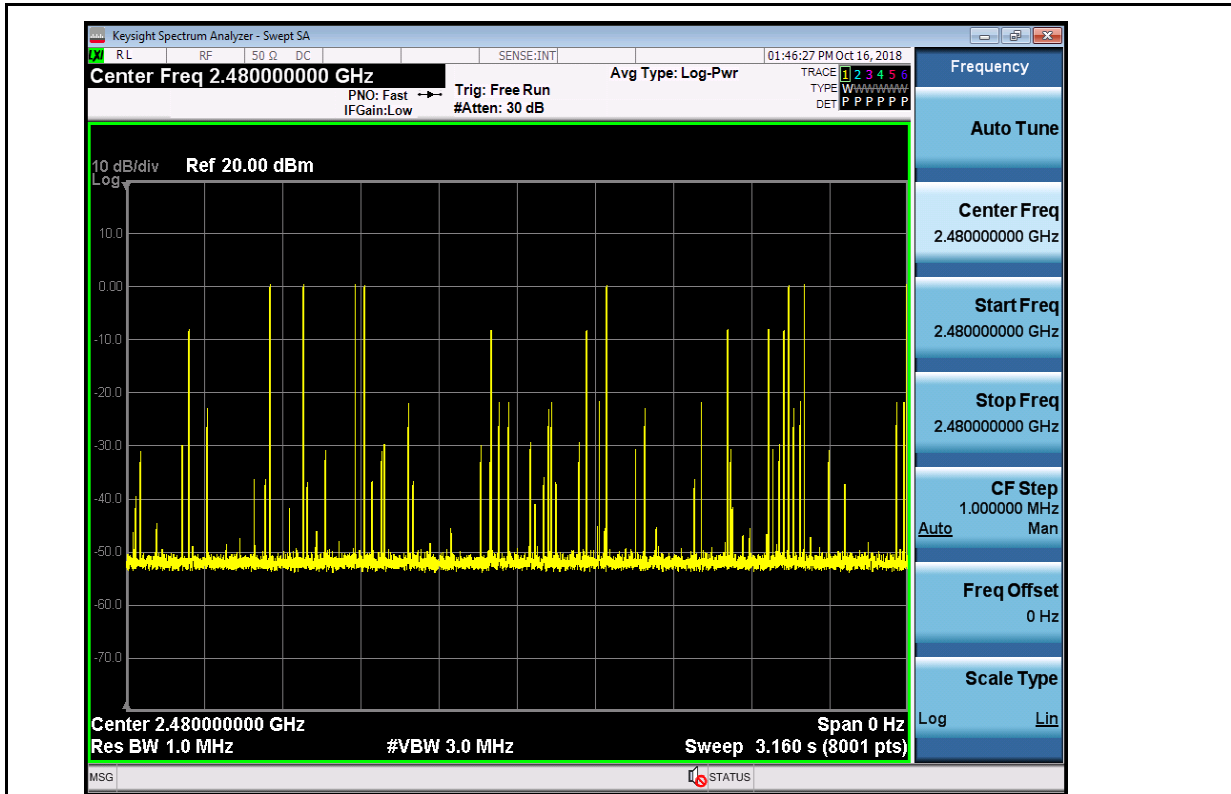 Keysight Spectrum Analyzer - Swept SA
LXI RL RF 50 Ω DC SENSE:INT 01:46:27 PM Oct 16, 2018
Center Freq 2.480000000 GHz
PNO: Fast
IFGain:Low
Trig: Free Run
#Atten: 30 dB
Avg Type: Log-Pwr
TRACE 1 2 3 4 5 6
TYPE WWWWWW
DET P P P P P P
10 dB/div Ref 20.00 dBm
Log
10.0
0.00
-10.0
-20.0
-30.0
-40.0
-50.0
-60.0
-70.0
Center 2.480000000 GHz Span 0 Hz
Res BW 1.0 MHz #VBW 3.0 MHz Sweep 3.160 s (8001 pts)
MSG STATUS
Frequency
Auto Tune
Center Freq
2.480000000 GHz
Start Freq
2.480000000 GHz
Stop Freq
2.480000000 GHz
CF Step
1.000000 MHz
Auto Man
Freq Offset
0 Hz
Scale Type
Log Lin